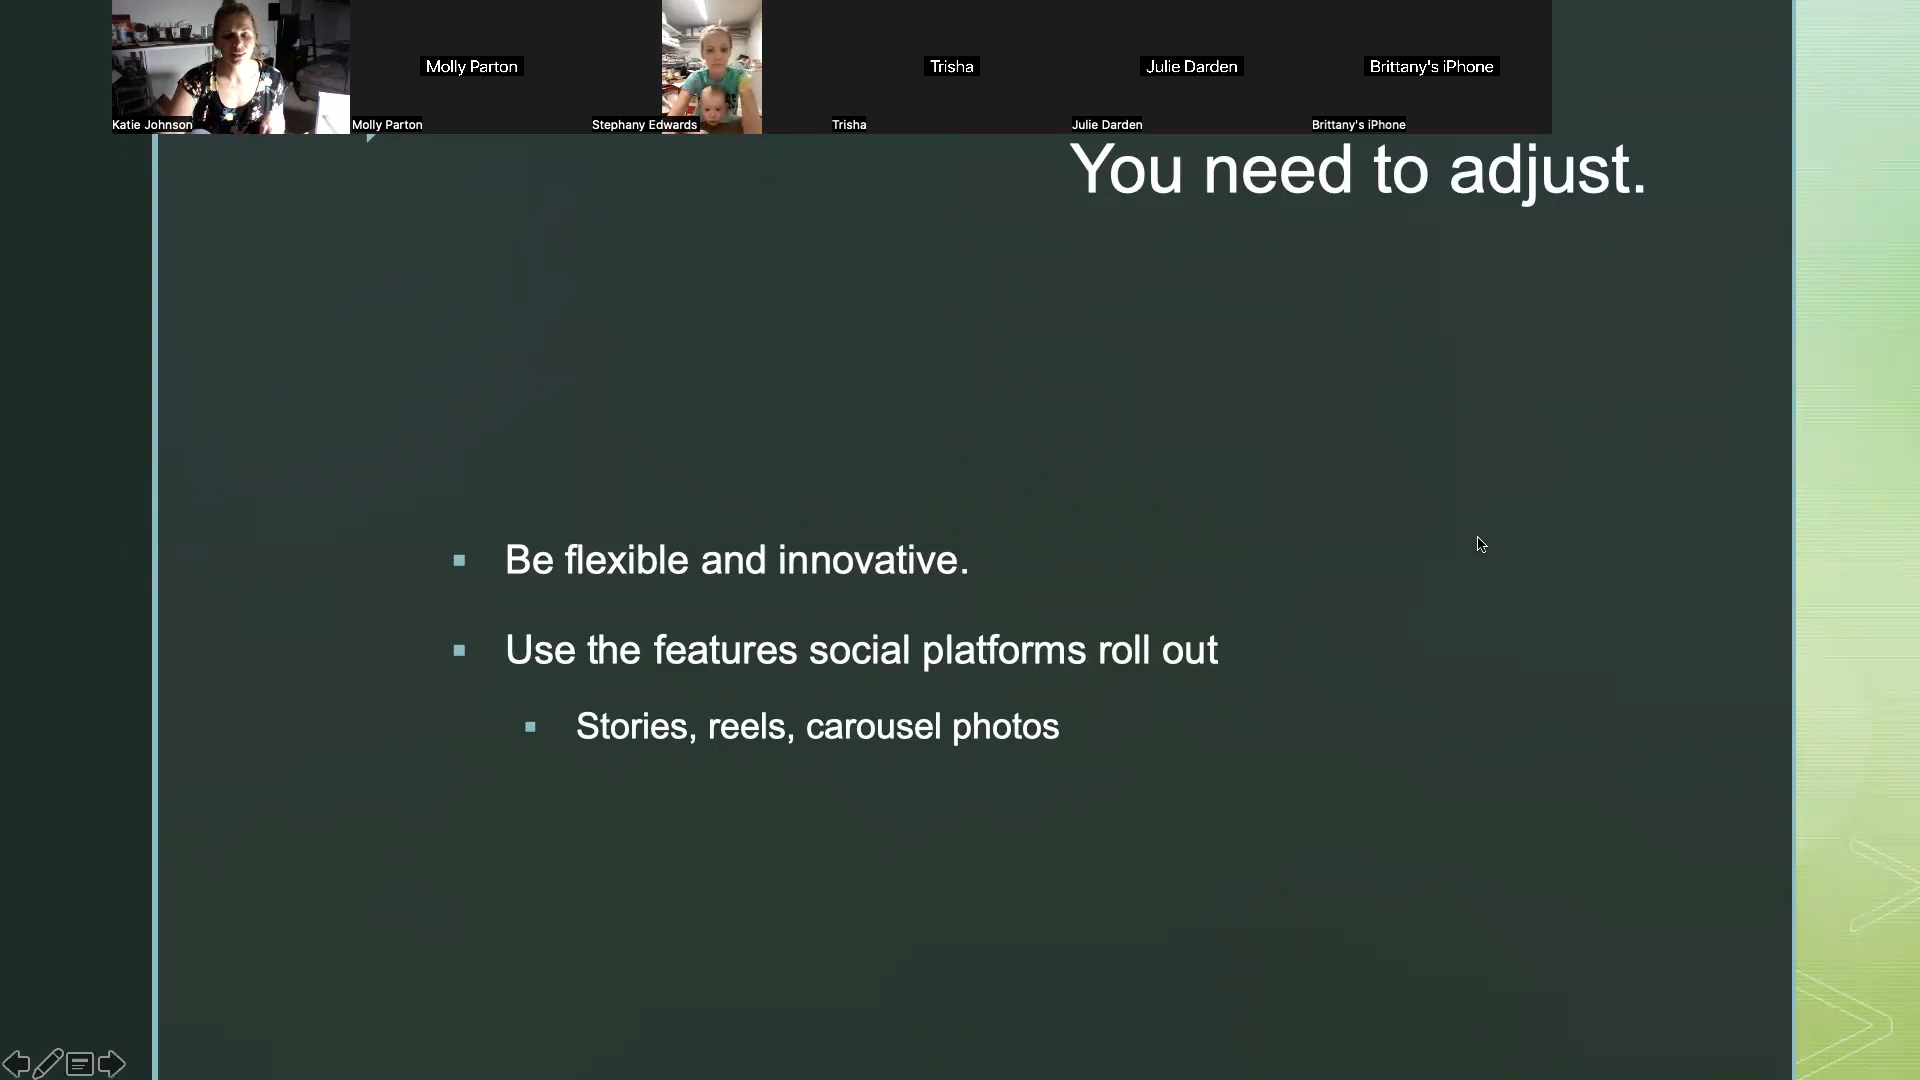 Molly Parton
Trisha
Julie Darden
Brittany's iPhone
Katie Johnson
Molly Parton
Stephany Edwards
Trisha
Julie Darden
Brittany's iPhone
You need to adjust.
Be flexible and innovative.
Use the features social platforms roll out
Stories, reels, carousel photos